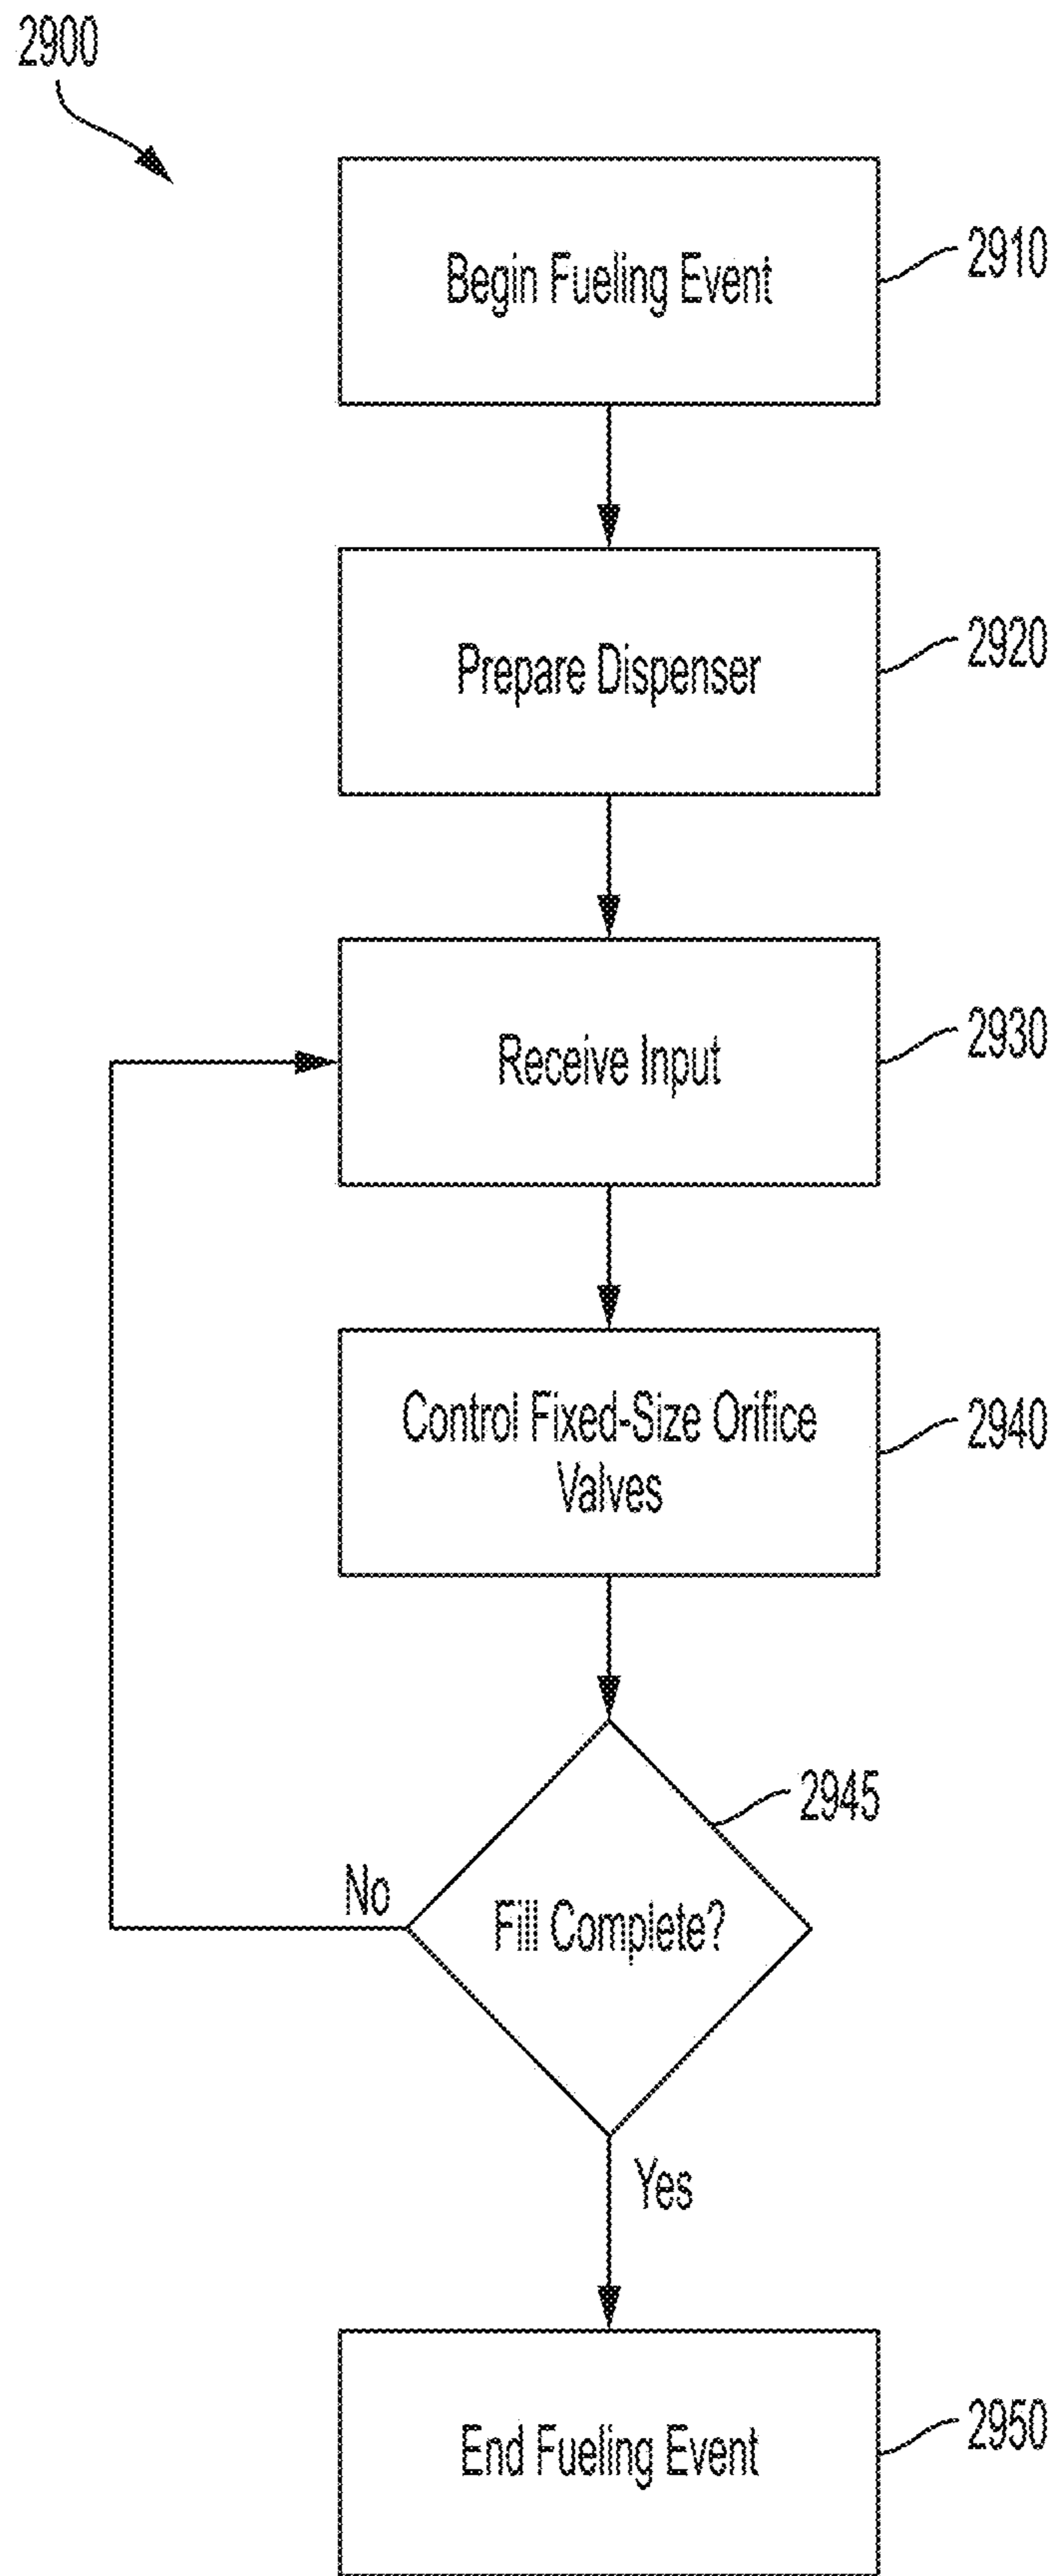 2900
Begin Fueling Event
2910
Prepare Dispenser
2920
Receive Input
2930
Control Fixed-Size Orifice
Valves
2940
2945
Fill Complete?
No
Yes
End Fueling Event
2950